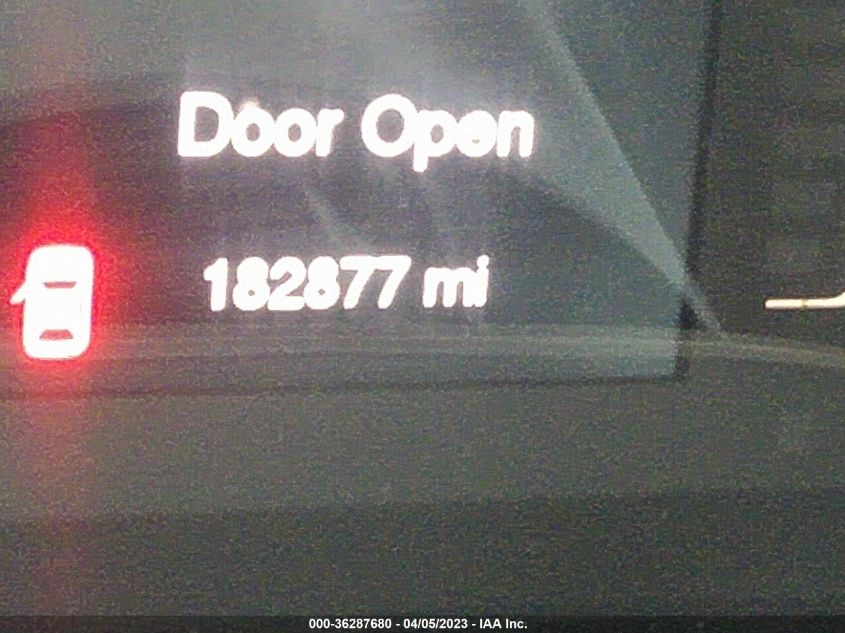 Door Open
182877 mi
000-36287680 - 04/05/2023 - IAA Inc.